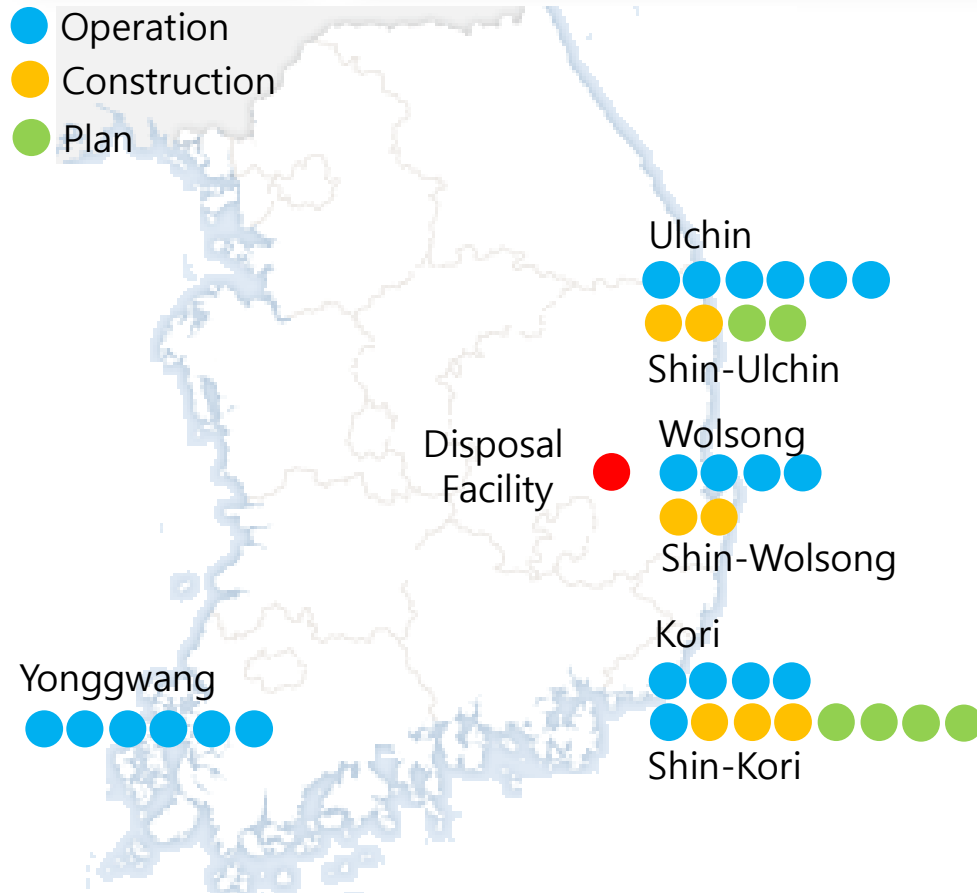 Operation
Construction
Plan
Ulchin
Shin-Ulchin
Disposal
Facility
Wolsong
Shin-Wolsong
Kori
Shin-Kori
Yonggwang